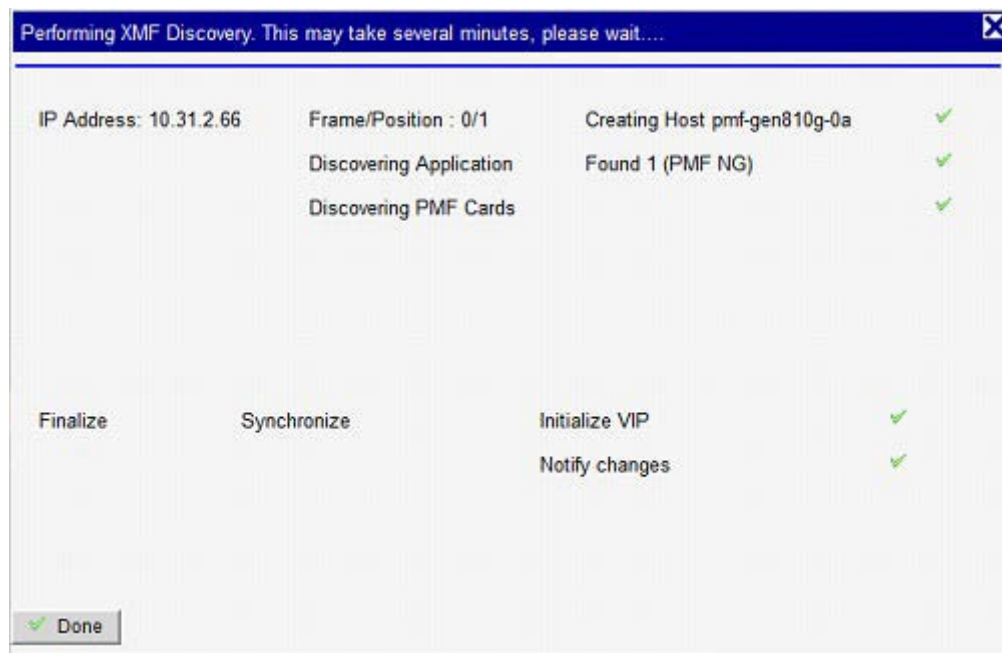 Performing XMF Discovery. This may take several minutes, please wait....
IP Address: 10.31.2.66 Frame/Position : 0/1 Creating Host pmf-gen810g-0a
Discovering Application Found 1 (PMF NG)
Discovering PMF Cards
Finalize Synchronize Initialize VIP
Notify changes
Done